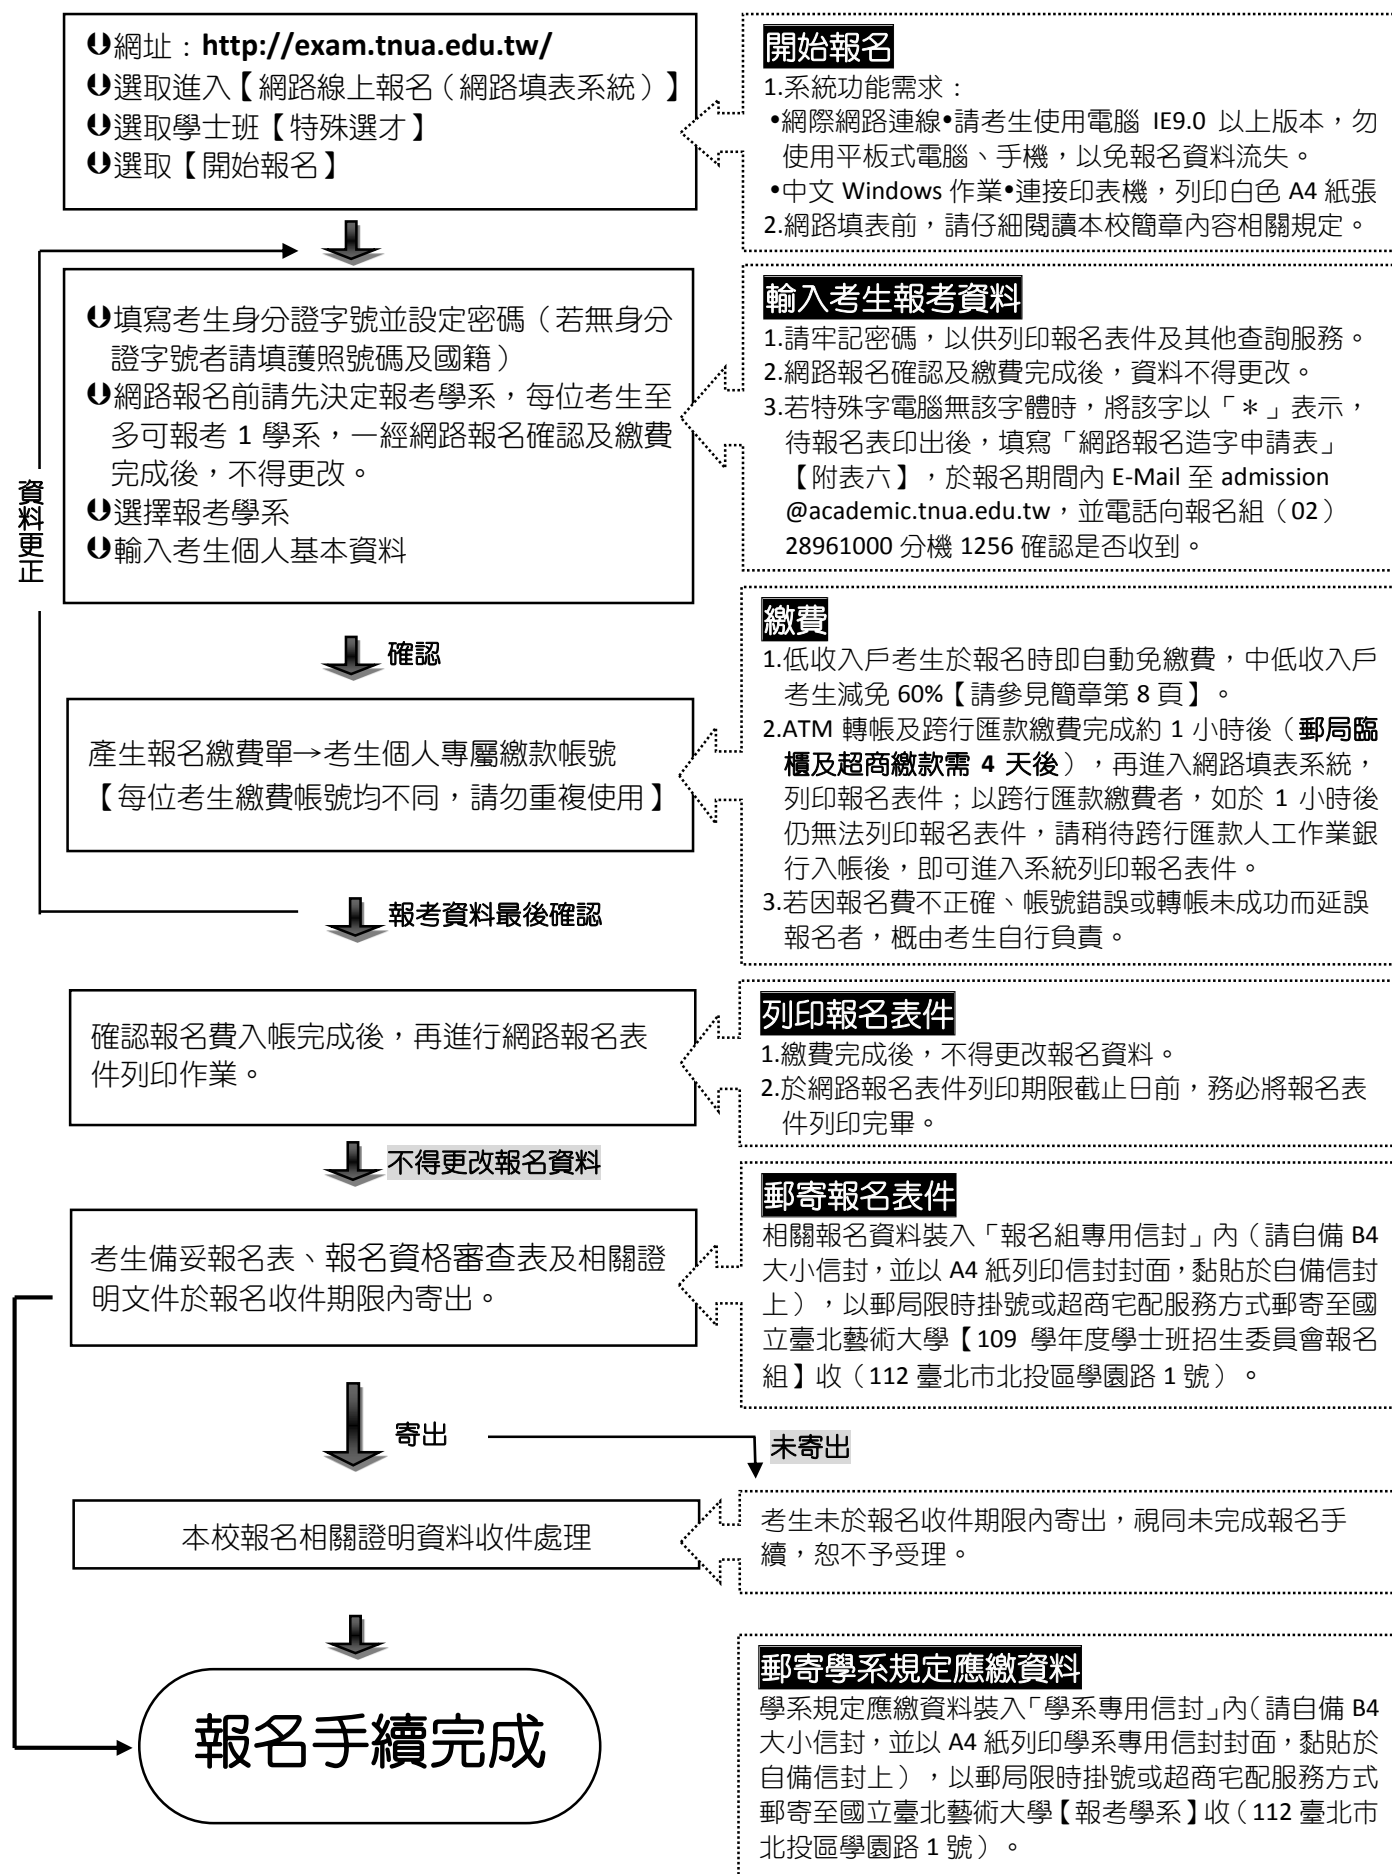 網址：http://exam.tnua.edu.tw/
選取進入【網路線上報名（網路填表系統）】
選取學士班【特殊選才】
選取【開始報名】
開始報名
1.系統功能需求：
•網際網路連線•請考生使用電腦 IE9.0 以上版本，勿
使用平板式電腦、手機，以免報名資料流失。
•中文 Windows 作業•連接印表機，列印白色 A4 紙張
2.網路填表前，請仔細閱讀本校簡章內容相關規定。
資料更正
填寫考生身分證字號並設定密碼（若無身分
證字號者請填護照號碼及國籍）
網路報名前請先決定報考學系，每位考生至
多可報考 1 學系，一經網路報名確認及繳費
完成後，不得更改。
選擇報考學系
輸入考生個人基本資料
輸入考生報考資料
1.請牢記密碼，以供列印報名表件及其他查詢服務。
2.網路報名確認及繳費完成後，資料不得更改。
3.若特殊字電腦無該字體時，將該字以「＊」表示，
待報名表印出後，填寫「網路報名造字申請表」
【附表六】，於報名期間內 E-Mail 至 admission
@academic.tnua.edu.tw，並電話向報名組（02）
28961000 分機 1256 確認是否收到。
確認
產生報名繳費單→考生個人專屬繳款帳號
【每位考生繳費帳號均不同，請勿重複使用】
繳費
1.低收入戶考生於報名時即自動免繳費，中低收入戶
考生減免 60%【請參見簡章第 8 頁】。
2.ATM 轉帳及跨行匯款繳費完成約 1 小時後（郵局臨
櫃及超商繳款需 4 天後），再進入網路填表系統，
列印報名表件；以跨行匯款繳費者，如於 1 小時後
仍無法列印報名表件，請稍待跨行匯款人工作業銀
行入帳後，即可進入系統列印報名表件。
3.若因報名費不正確、帳號錯誤或轉帳未成功而延誤
報名者，概由考生自行負責。
報考資料最後確認
確認報名費入帳完成後，再進行網路報名表
件列印作業。
列印報名表件
1.繳費完成後，不得更改報名資料。
2.於網路報名表件列印期限截止日前，務必將報名表
件列印完畢。
不得更改報名資料
考生備妥報名表、報名資格審查表及相關證
明文件於報名收件期限內寄出。
郵寄報名表件
相關報名資料裝入「報名組專用信封」內（請自備 B4
大小信封，並以 A4 紙列印信封封面，黏貼於自備信封
上），以郵局限時掛號或超商宅配服務方式郵寄至國
立臺北藝術大學【109 學年度學士班招生委員會報名
組】收（112 臺北市北投區學園路 1 號）。
寄出
未寄出
本校報名相關證明資料收件處理
考生未於報名收件期限內寄出，視同未完成報名手
續，恕不予受理。
報名手續完成
郵寄學系規定應繳資料
學系規定應繳資料裝入「學系專用信封」內（請自備 B4
大小信封，並以 A4 紙列印學系專用信封封面，黏貼於
自備信封上），以郵局限時掛號或超商宅配服務方式
郵寄至國立臺北藝術大學【報考學系】收（112 臺北市
北投區學園路 1 號）。